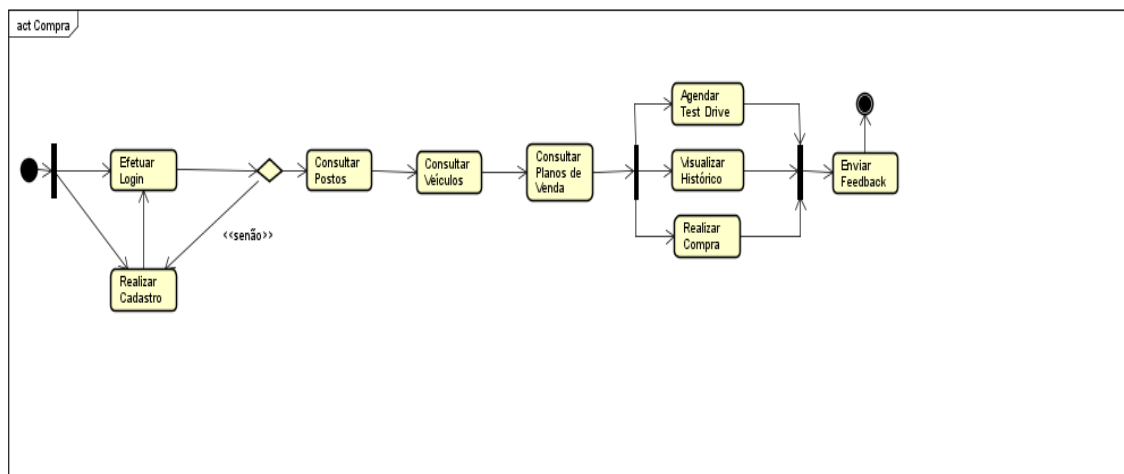 act Compra
Efetuar
Login
Realizar
Cadastro
<<senão>>
Consultar
Postos
Consultar
Veículos
Consultar
Planos de
Venda
Agendar
Test Drive
Visualizar
Histórico
Realizar
Compra
Enviar
Feedback